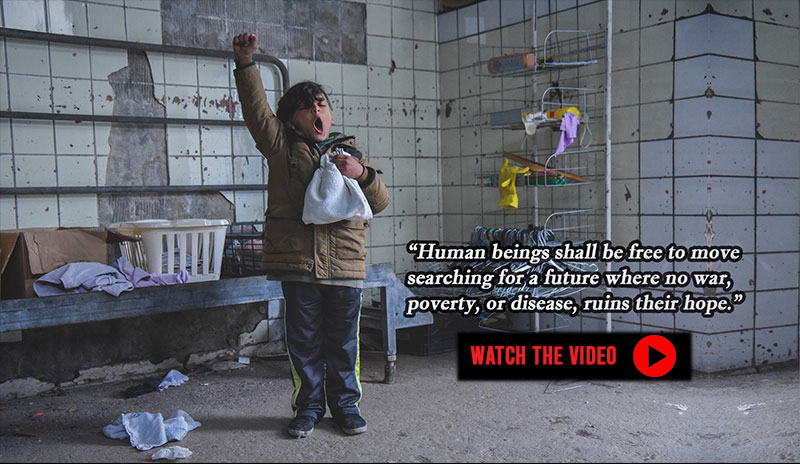 “Human beings shall be free to move
searching for a future where no war,
poverty, or disease, ruins their hope.”
WATCH THE VIDEO